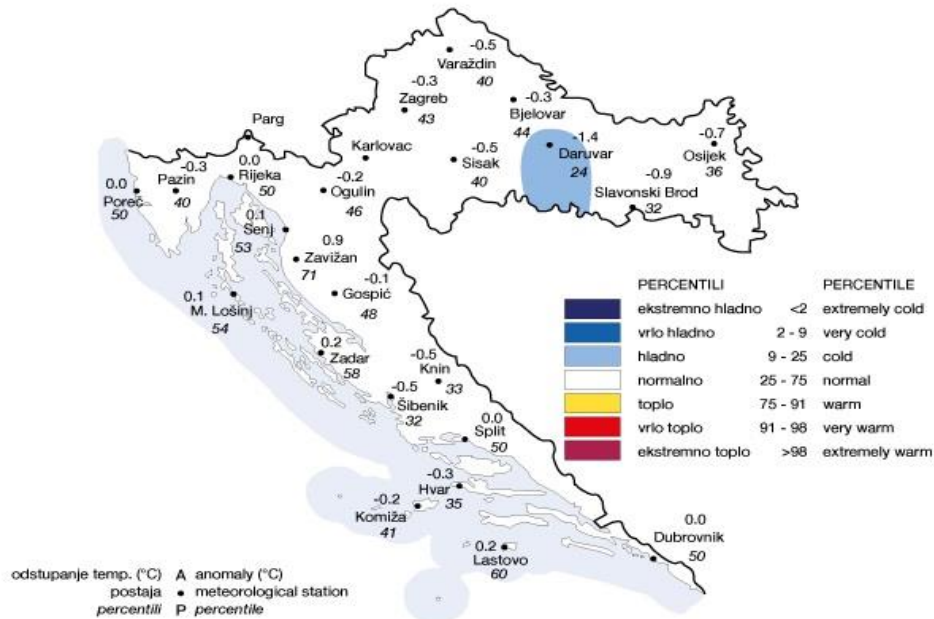 -0.5
Varaždin
40
-0.3
Zagreb
43
-0.3
Bjelovar
44
Parg
Karlovac
-0.5
Sisak
40
-1.4
Daruvar
24
-0.7
Osijek
36
-0.9
Slavonski Brod
32
0.0
Poreč
50
-0.3
Pazin
40
0.0
Rijeka
50
-0.2
Ogulin
46
0.1
Senj
53
0.9
Zavižan
71
-0.1
Gospić
48
0.1
M. Lošinj
54
0.2
Zadar
58
-0.5
Knin
33
-0.5
Šibenik
32
0.0
Split
50
-0.3
Hvar
35
-0.2
Komiža
41
0.2
Lastovo
60
0.0
Dubrovnik
50
PERCENTILI PERCENTILE
ekstremno hladno <2 extremely cold
vrlo hladno 2 - 9 very cold
hladno 9 - 25 cold
normalno 25 - 75 normal
toplo 75 - 91 warm
vrlo toplo 91 - 98 very warm
ekstremno toplo >98 extremely warm
odstupanje temp. (°C) A anomaly (°C)
postaja meteorological station
percentili P percentile